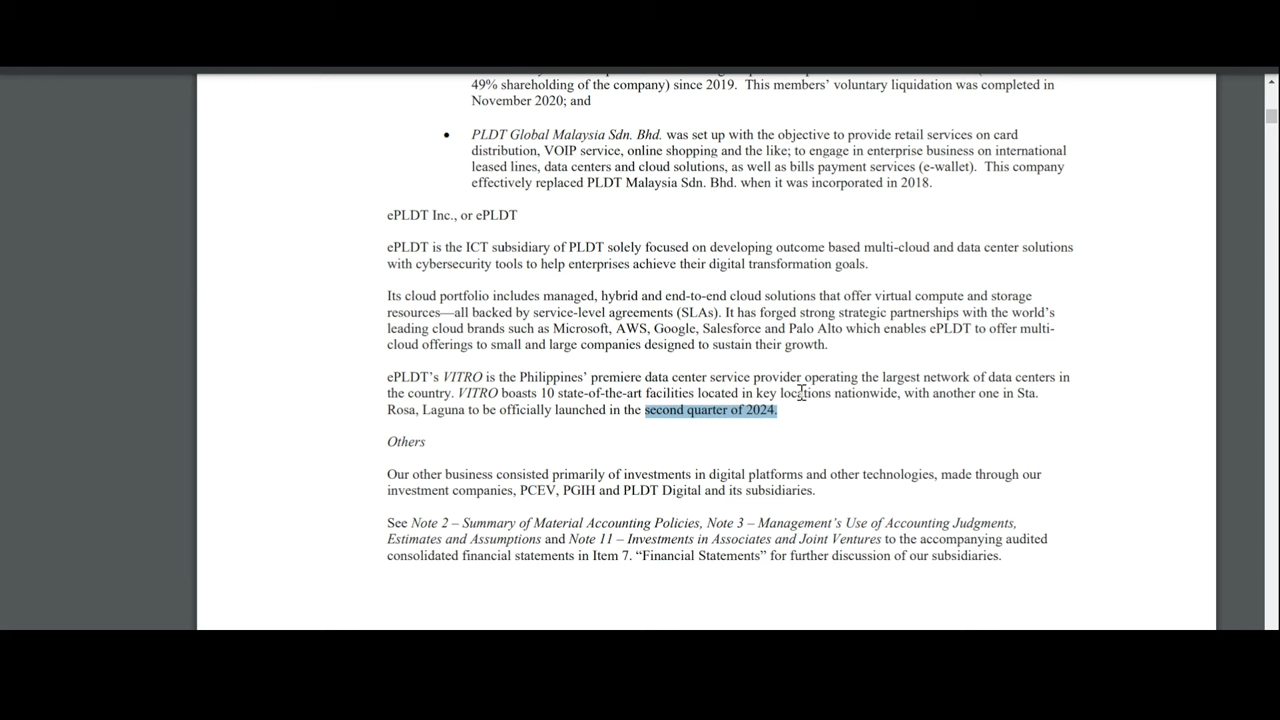 49% shareholding of the company) since 2019. This members’ voluntary liquidation was completed in
November 2020; and
• PLDT Global Malaysia Sdn. Bhd. was set up with the objective to provide retail services on card
distribution, VOIP service, online shopping and the like; to engage in enterprise business on international
leased lines, data centers and cloud solutions, as well as bills payment services (e-wallet). This company
effectively replaced PLDT Malaysia Sdn. Bhd. when it was incorporated in 2018.
ePLDT Inc., or ePLDT
ePLDT is the ICT subsidiary of PLDT solely focused on developing outcome based multi-cloud and data center solutions
with cybersecurity tools to help enterprises achieve their digital transformation goals.
Its cloud portfolio includes managed, hybrid and end-to-end cloud solutions that offer virtual compute and storage
resources—all backed by service-level agreements (SLAs). It has forged strong strategic partnerships with the world’s
leading cloud brands such as Microsoft, AWS, Google, Salesforce and Palo Alto which enables ePLDT to offer multi-
cloud offerings to small and large companies designed to sustain their growth.
ePLDT’s VITRO is the Philippines’ premiere data center service provider operating the largest network of data centers in
the country. VITRO boasts 10 state-of-the-art facilities located in key locations nationwide, with another one in Sta.
Rosa, Laguna to be officially launched in the second quarter of 2024.
Others
Our other business consisted primarily of investments in digital platforms and other technologies, made through our
investment companies, PCEV, PGIH and PLDT Digital and its subsidiaries.
See Note 2 – Summary of Material Accounting Policies, Note 3 – Management’s Use of Accounting Judgments,
Estimates and Assumptions and Note 11 – Investments in Associates and Joint Ventures to the accompanying audited
consolidated financial statements in Item 7. “Financial Statements” for further discussion of our subsidiaries.